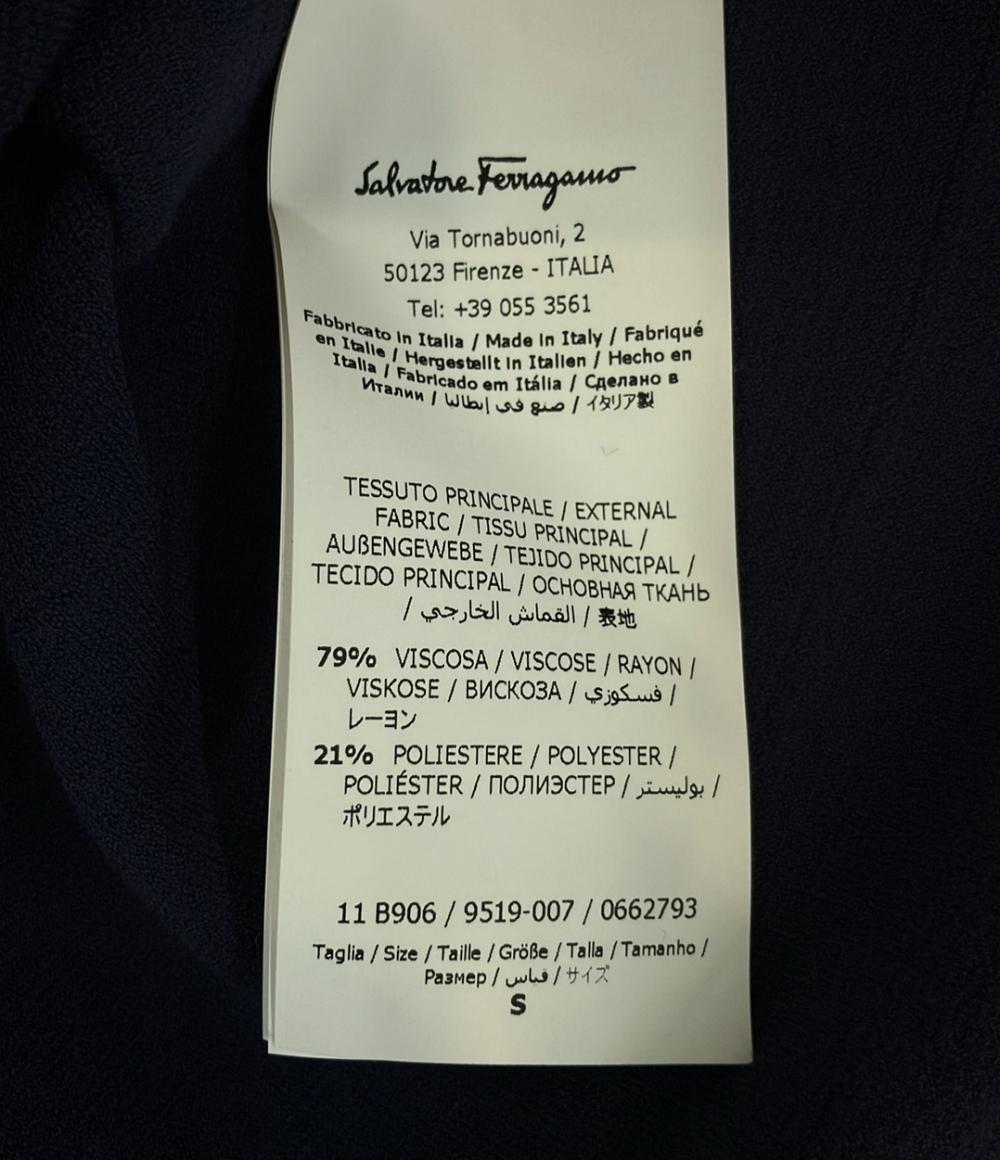 Salvatore Ferragamo
Via Tornabuoni, 2
50123 Firenze - ITALIA
Tel: +39 055 3561
Fabbricato in Italia / Made in Italy / Fabriqué
en Italie / Hergestellt in Italien / Hecho en
Italia / Fabricado em Itália / Сделано в
Италии / صنع في إيطاليا / イタリア製
TESSUTO PRINCIPALE / EXTERNAL
FABRIC / TISSU PRINCIPAL /
AUßENGEWEBE / TEJIDO PRINCIPAL /
TECIDO PRINCIPAL / ОСНОВНАЯ ТКАНЬ
/ القماش الخارجي / 表地
79% VISCOSA / VISCOSE / RAYON /
VISKOSE / ВИСКОЗА / فسكوزي /
レーヨン
21% POLIESTERE / POLYESTER /
POLIÉSTER / ПОЛИЭСТЕР / بوليستر /
ポリエステル
11 B906 / 9519-007 / 0662793
Taglia / Size / Taille / Größe / Talla / Tamanho /
Размер / قياس / サイズ
S